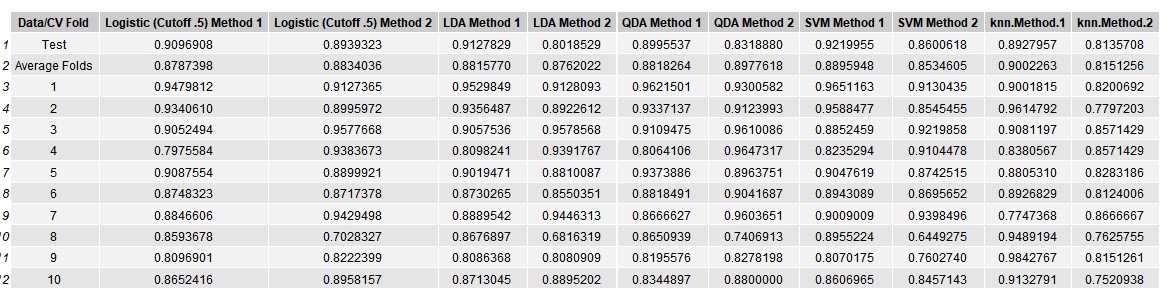 Data/CV Fold Logistic (Cutoff .5) Method 1 Logistic (Cutoff .5) Method 2 LDA Method 1 LDA Method 2 QDA Method 1 QDA Method 2 SVM Method 1 SVM Method 2 knn.Method.1 knn.Method.2
1 Test 0.9096908 0.8939323 0.9127829 0.8018529 0.8995537 0.8318880 0.9219955 0.8600618 0.8927957 0.8135708
2 Average Folds 0.8787398 0.8834036 0.8815770 0.8762022 0.8818264 0.8977618 0.8895948 0.8534605 0.9002263 0.8151256
3 1 0.9479812 0.9127365 0.9529849 0.9128093 0.9621501 0.9300582 0.9651163 0.9130435 0.9001815 0.8200692
4 2 0.9340610 0.8995972 0.9356487 0.8922612 0.9337137 0.9123993 0.9588477 0.8545455 0.9614792 0.7797203
5 3 0.9052494 0.9577668 0.9057536 0.9578568 0.9109475 0.9610086 0.8852459 0.9219858 0.9081197 0.8571429
6 4 0.7975584 0.9383673 0.8098241 0.9391767 0.8064106 0.9647317 0.8235294 0.9104478 0.8380567 0.8571429
7 5 0.9087554 0.8899921 0.9019471 0.8810087 0.9373886 0.8963751 0.9047619 0.8742515 0.8805310 0.8283186
8 6 0.8748323 0.8717378 0.8730265 0.8550351 0.8818491 0.9041687 0.8943089 0.8695652 0.8926829 0.8124006
9 7 0.8846606 0.9429498 0.8889542 0.9446313 0.8666627 0.9603651 0.9009009 0.9398496 0.7747368 0.8666667
10 8 0.8593678 0.7028327 0.8676897 0.6816319 0.8650939 0.7406913 0.8955224 0.6449275 0.9489194 0.7625755
11 9 0.8096901 0.8222399 0.8086368 0.8080909 0.8195576 0.8278198 0.8070175 0.7602740 0.9842767 0.8151261
12 10 0.8652416 0.8958157 0.8713045 0.8895202 0.8344897 0.8800000 0.8606965 0.8457143 0.9132791 0.7520938